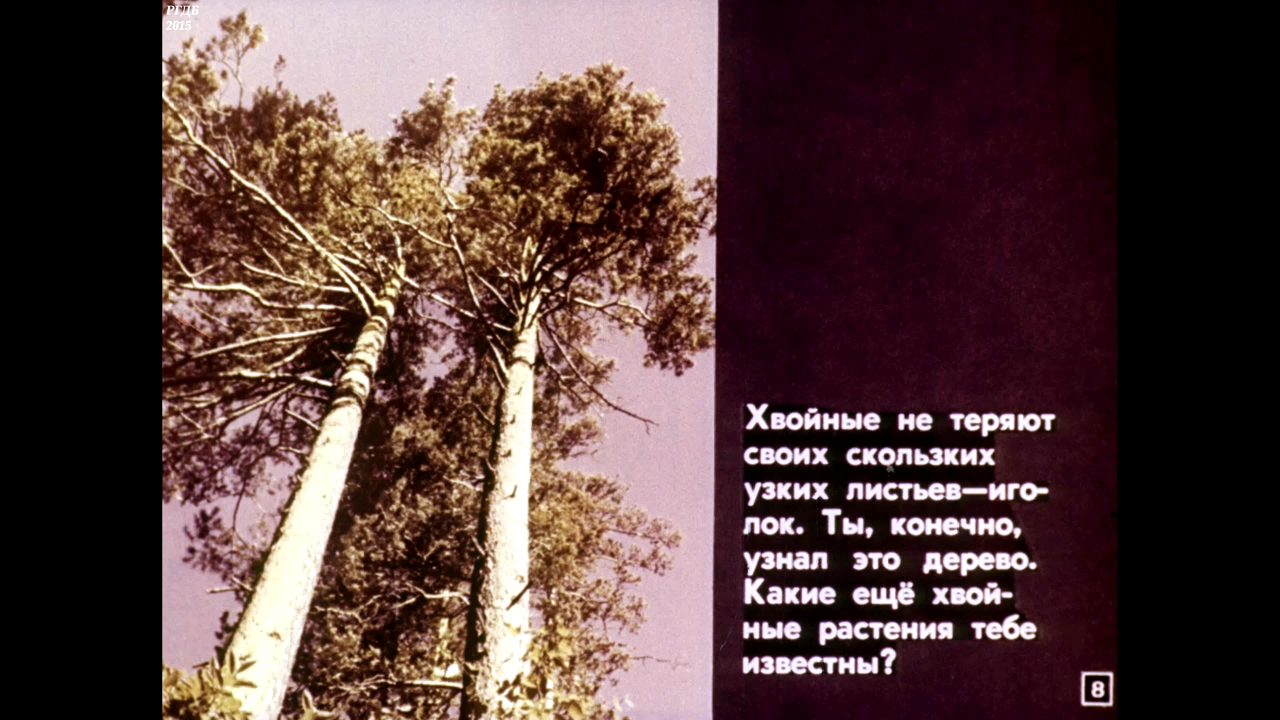 РГДБ
2015
Хвойные не теряют
своих скользких
узких листьев—иго-
лок. Ты, конечно,
узнал это дерево.
Какие ещё хвой-
ные растения тебе
известны?
8